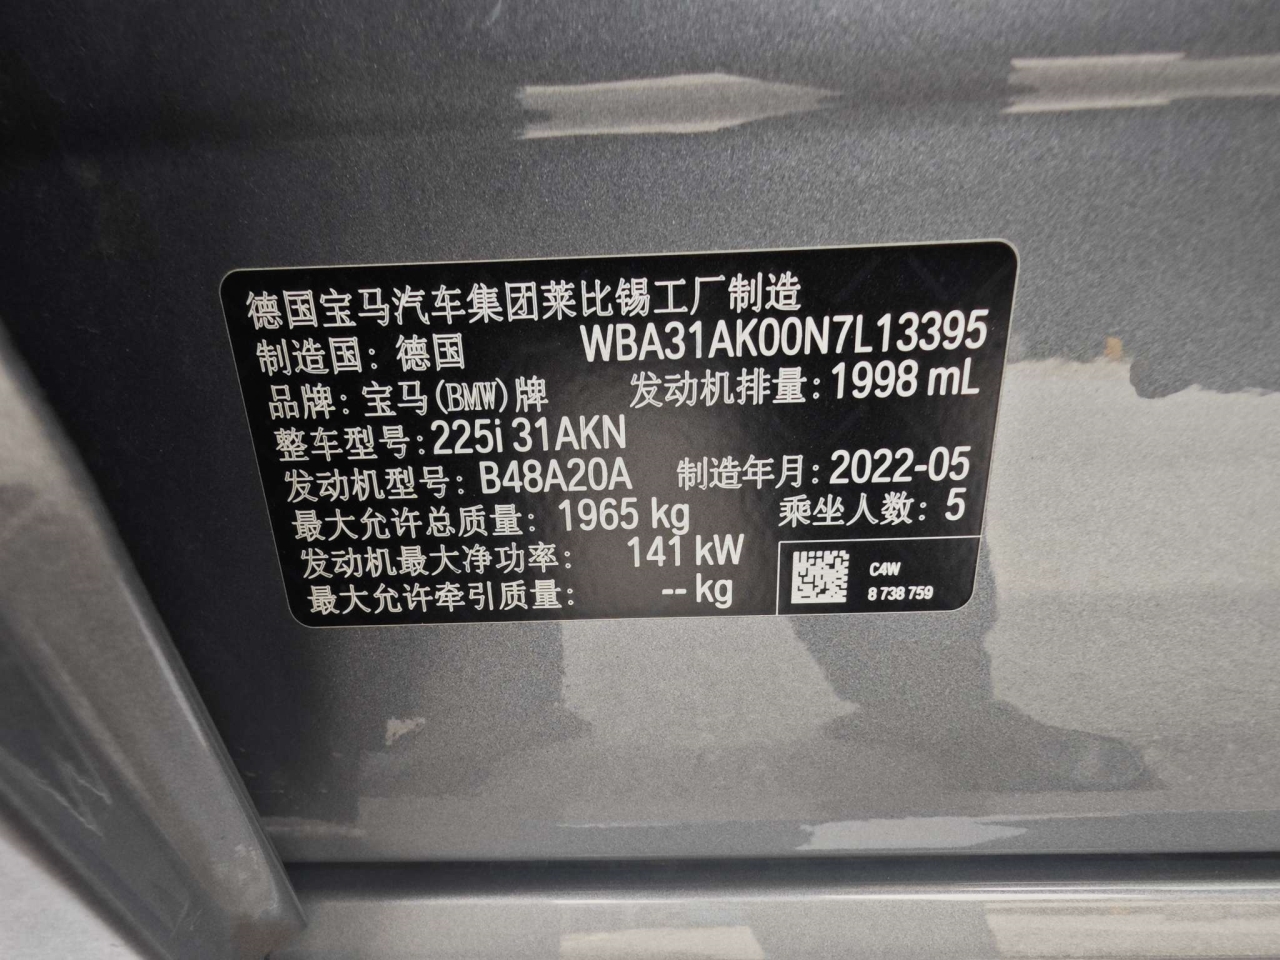 德国宝马汽车集团莱比锡工厂制造
制造国：德国 WBA31AK00N7L13395
品牌：宝马(BMW)牌 发动机排量：1998 mL
整车型号：225i 31AKN
发动机型号：B48A20A 制造年月：2022-05
最大允许总质量：1965 kg 乘坐人数：5
发动机最大净功率：141 kW
最大允许牵引质量：-- kg
C4W
8 738 759